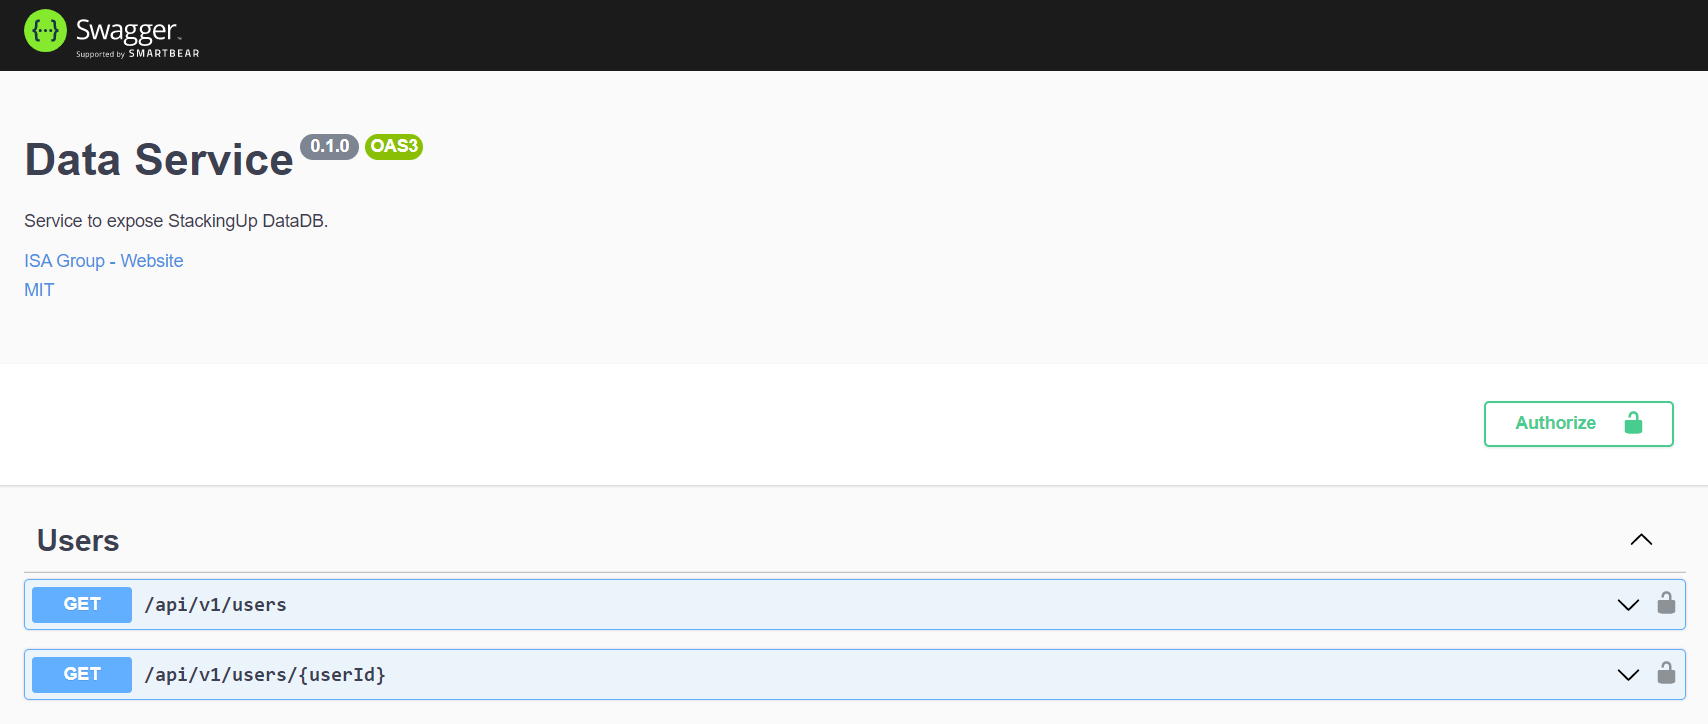 {···} Swagger™
Supported by SMARTBEAR
Data Service 0.1.0 OAS3
Service to expose StackingUp DataDB.
ISA Group - Website
MIT
Authorize
Users
GET /api/v1/users
GET /api/v1/users/{userId}